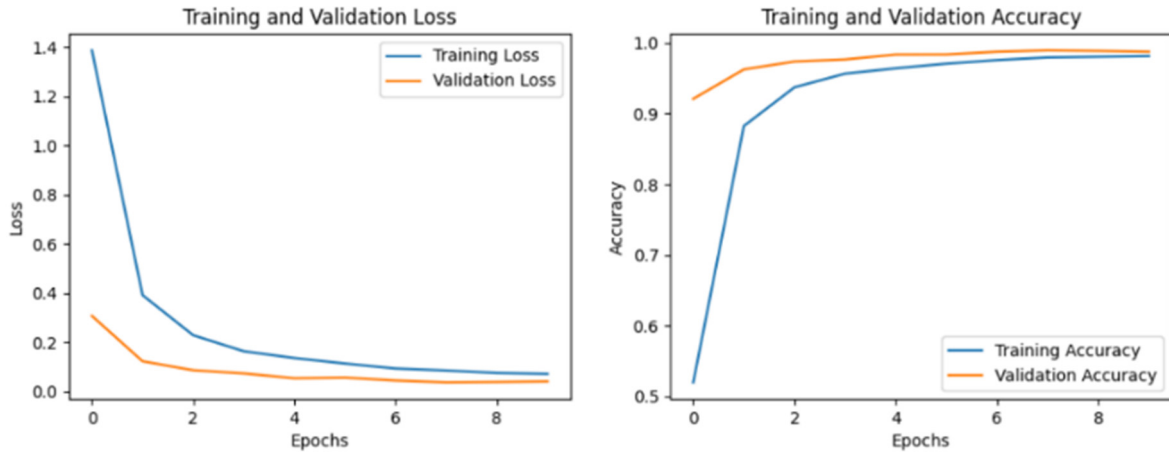 Training and Validation Loss
1.4
1.2
1.0
0.8
0.6
0.4
0.2
0.0
Loss
Training Loss
Validation Loss
0
2
4
6
8
Epochs
Training and Validation Accuracy
1.0
0.9
0.8
0.7
0.6
0.5
Accuracy
Training Accuracy
Validation Accuracy
0
2
4
6
8
Epochs